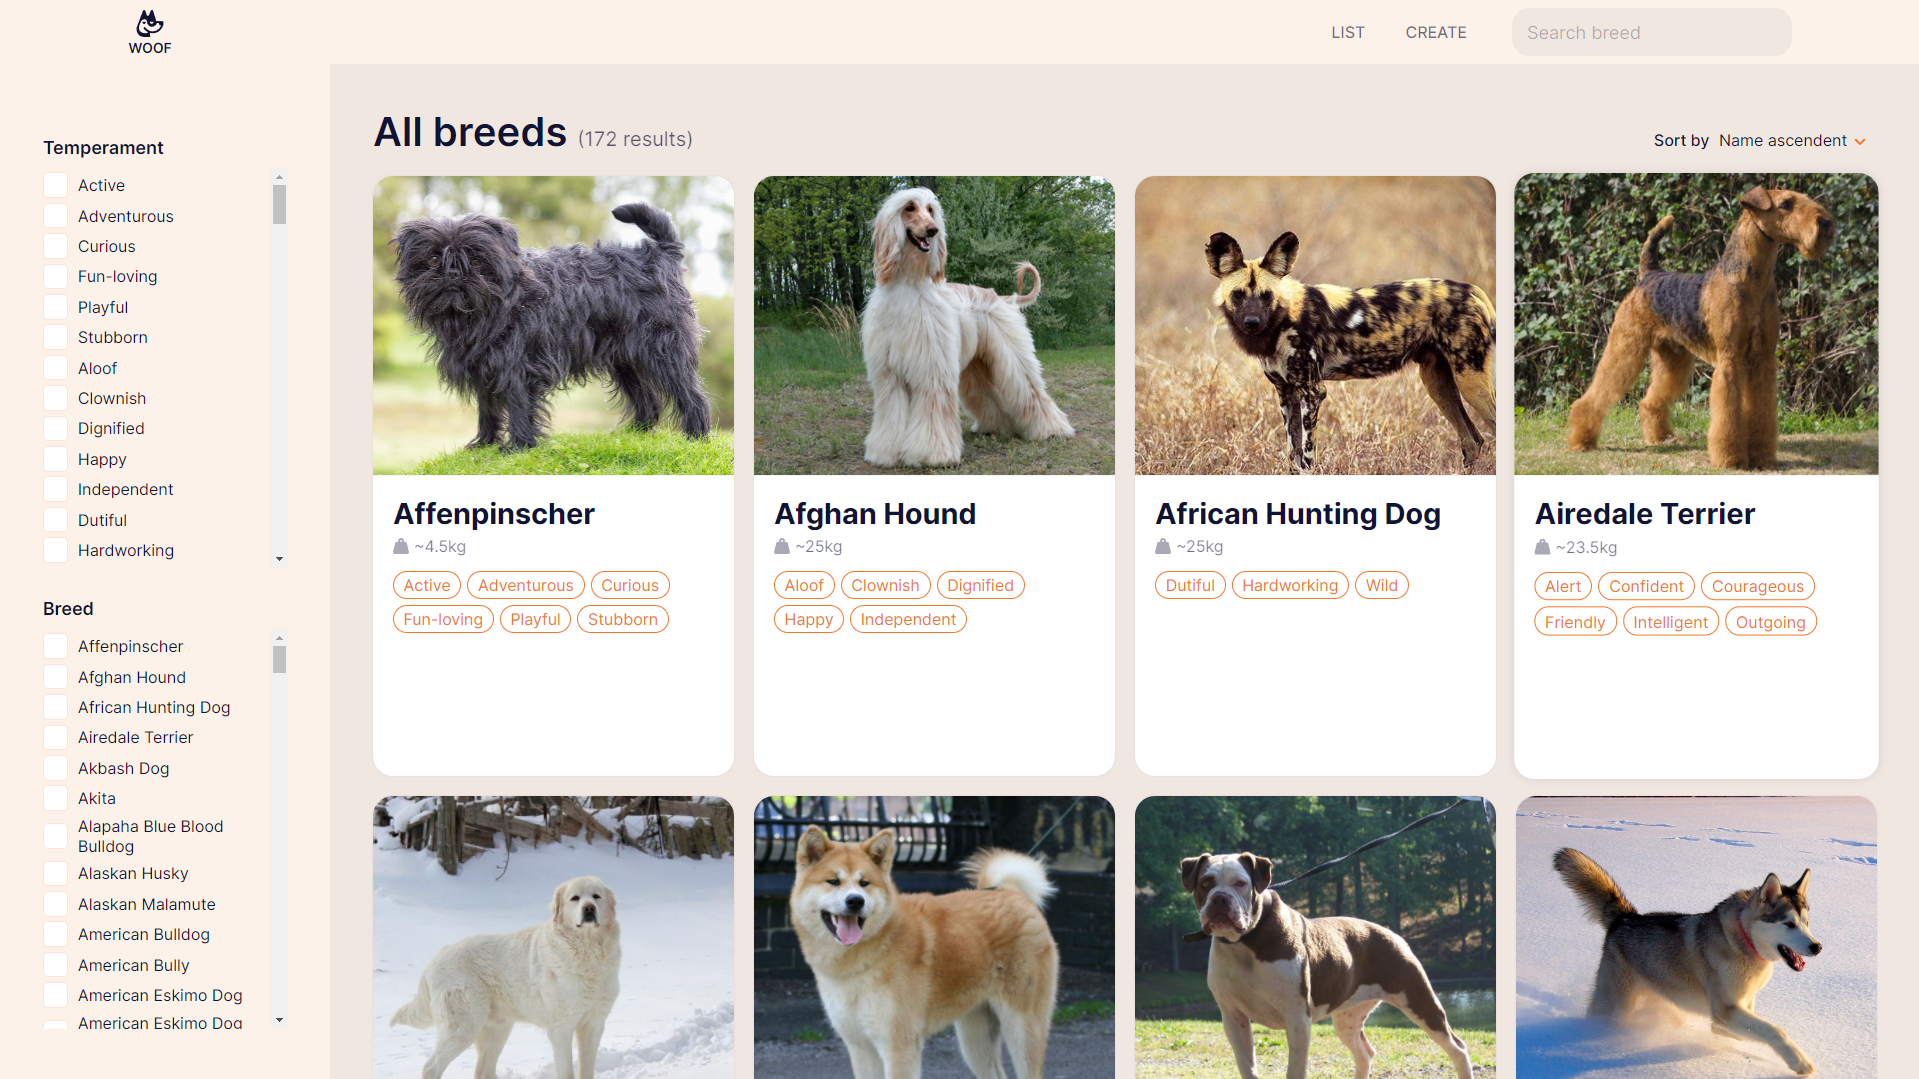 WOOF
LIST
CREATE
Search breed
Temperament
Active
Adventurous
Curious
Fun-loving
Playful
Stubborn
Aloof
Clownish
Dignified
Happy
Independent
Dutiful
Hardworking
Breed
Affenpinscher
Afghan Hound
African Hunting Dog
Airedale Terrier
Akbash Dog
Akita
Alapaha Blue Blood
Bulldog
Alaskan Husky
Alaskan Malamute
American Bulldog
American Bully
American Eskimo Dog
American Eskimo Dog
All breeds (172 results)
Sort by Name ascendent
Affenpinscher
~4.5kg
Active Adventurous Curious
Fun-loving Playful Stubborn
Afghan Hound
~25kg
Aloof Clownish Dignified
Happy Independent
African Hunting Dog
~25kg
Dutiful Hardworking Wild
Airedale Terrier
~23.5kg
Alert Confident Courageous
Friendly Intelligent Outgoing